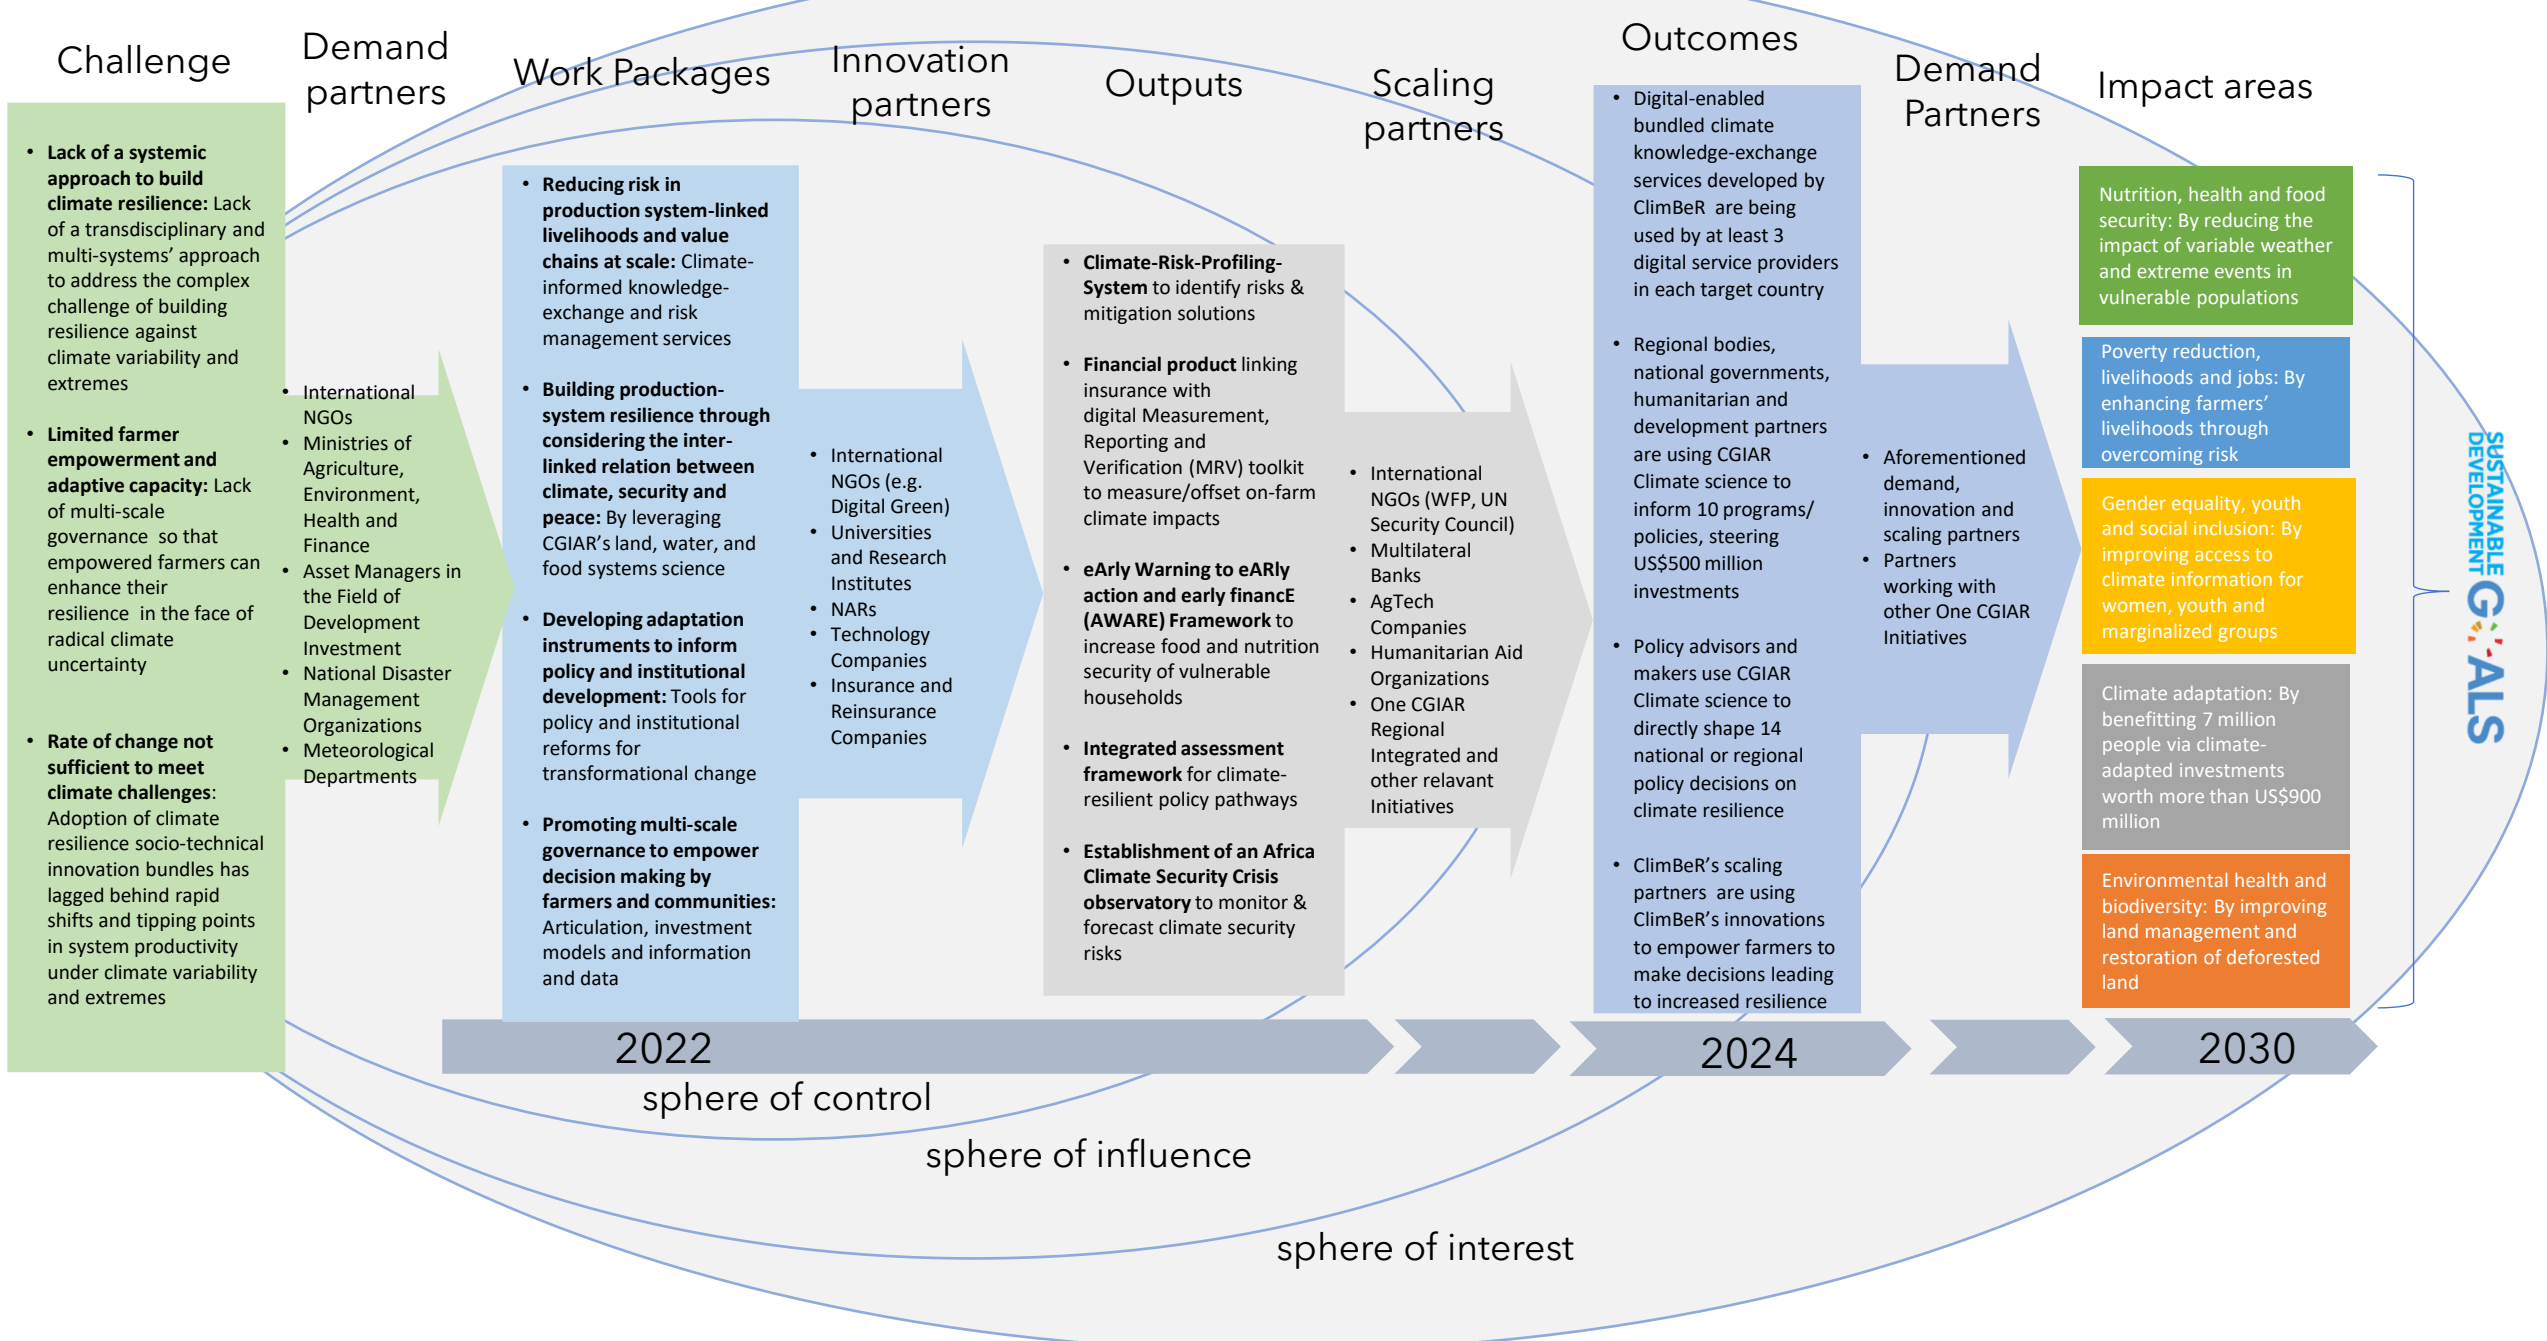 Challenge
• Lack of a systemic
approach to build
climate resilience: Lack
of a transdisciplinary and
multi-systems’ approach
to address the complex
challenge of building
resilience against
climate variability and
extremes
• Limited farmer
empowerment and
adaptive capacity: Lack
of multi-scale
governance so that
empowered farmers can
enhance their
resilience in the face of
radical climate
uncertainty
• Rate of change not
sufficient to meet
climate challenges:
Adoption of climate
resilience socio-technical
innovation bundles has
lagged behind rapid
shifts and tipping points
in system productivity
under climate variability
and extremes
Demand
partners
• International
NGOs
• Ministries of
Agriculture,
Environment,
Health and
Finance
• Asset Managers in
the Field of
Development
Investment
• National Disaster
Management
Organizations
• Meteorological
Departments
Work Packages
• Reducing risk in
production system-linked
livelihoods and value
chains at scale: Climate-
informed knowledge-
exchange and risk
management services
• Building production-
system resilience through
considering the inter-
linked relation between
climate, security and
peace: By leveraging
CGIAR’s land, water, and
food systems science
• Developing adaptation
instruments to inform
policy and institutional
development: Tools for
policy and institutional
reforms for
transformational change
• Promoting multi-scale
governance to empower
decision making by
farmers and communities:
Articulation, investment
models and information
and data
Innovation
partners
• International
NGOs (e.g.
Digital Green)
• Universities
and Research
Institutes
• NARs
• Technology
Companies
• Insurance and
Reinsurance
Companies
Outputs
• Climate-Risk-Profiling-
System to identify risks &
mitigation solutions
• Financial product linking
insurance with
digital Measurement,
Reporting and
Verification (MRV) toolkit
to measure/offset on-farm
climate impacts
• eArly Warning to eARly
action and early financE
(AWARE) Framework to
increase food and nutrition
security of vulnerable
households
• Integrated assessment
framework for climate-
resilient policy pathways
• Establishment of an Africa
Climate Security Crisis
observatory to monitor &
forecast climate security
risks
Scaling
partners
• International
NGOs (WFP, UN
Security Council)
• Multilateral
Banks
• AgTech
Companies
• Humanitarian Aid
Organizations
• One CGIAR
Regional
Integrated and
other relavant
Initiatives
Outcomes
• Digital-enabled
bundled climate
knowledge-exchange
services developed by
ClimBeR are being
used by at least 3
digital service providers
in each target country
• Regional bodies,
national governments,
humanitarian and
development partners
are using CGIAR
Climate science to
inform 10 programs/
policies, steering
US$500 million
investments
• Policy advisors and
makers use CGIAR
Climate science to
directly shape 14
national or regional
policy decisions on
climate resilience
• ClimBeR’s scaling
partners are using
ClimBeR’s innovations
to empower farmers to
make decisions leading
to increased resilience
Demand
Partners
• Aforementioned
demand,
innovation and
scaling partners
• Partners
working with
other One CGIAR
Initiatives
Impact areas
Nutrition, health and food
security: By reducing the
impact of variable weather
and extreme events in
vulnerable populations
Poverty reduction,
livelihoods and jobs: By
enhancing farmers’
livelihoods through
overcoming risk
Gender equality, youth
and social inclusion: By
improving access to
climate information for
women, youth and
marginalized groups
Climate adaptation: By
benefitting 7 million
people via climate-
adapted investments
worth more than US$900
million
Environmental health and
biodiversity: By improving
land management and
restoration of deforested
land
SUSTAINABLE
DEVELOPMENT
GOALS
2022
2024
2030
sphere of control
sphere of influence
sphere of interest